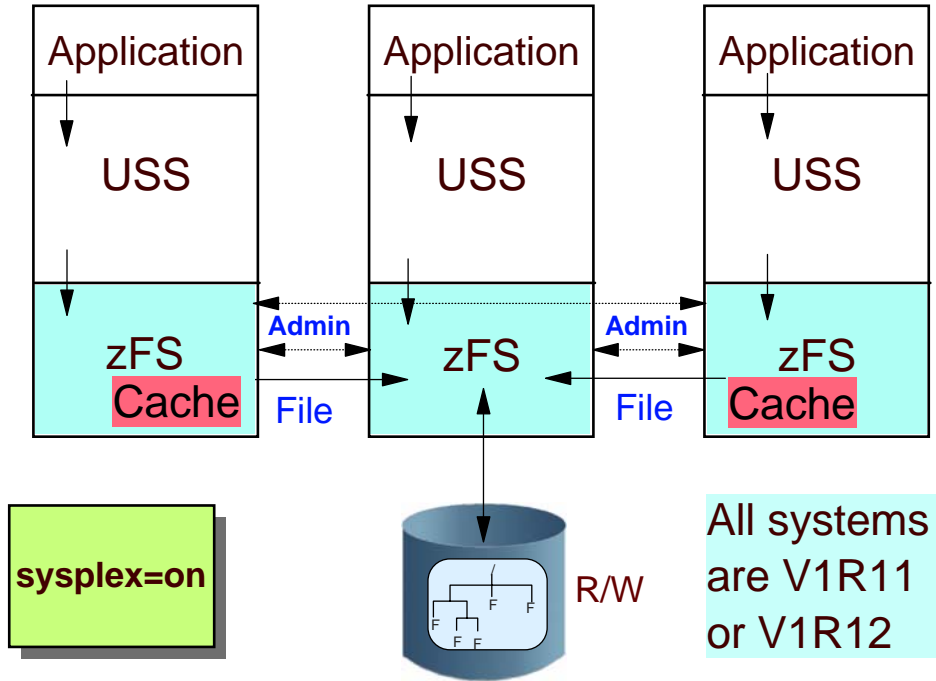 Application
Application
Application
USS
USS
USS
Admin
Admin
zFS
zFS
zFS
Cache
File
File
Cache
sysplex=on
/
F
F
F
F
F
R/W
All systems
are V1R11
or V1R12